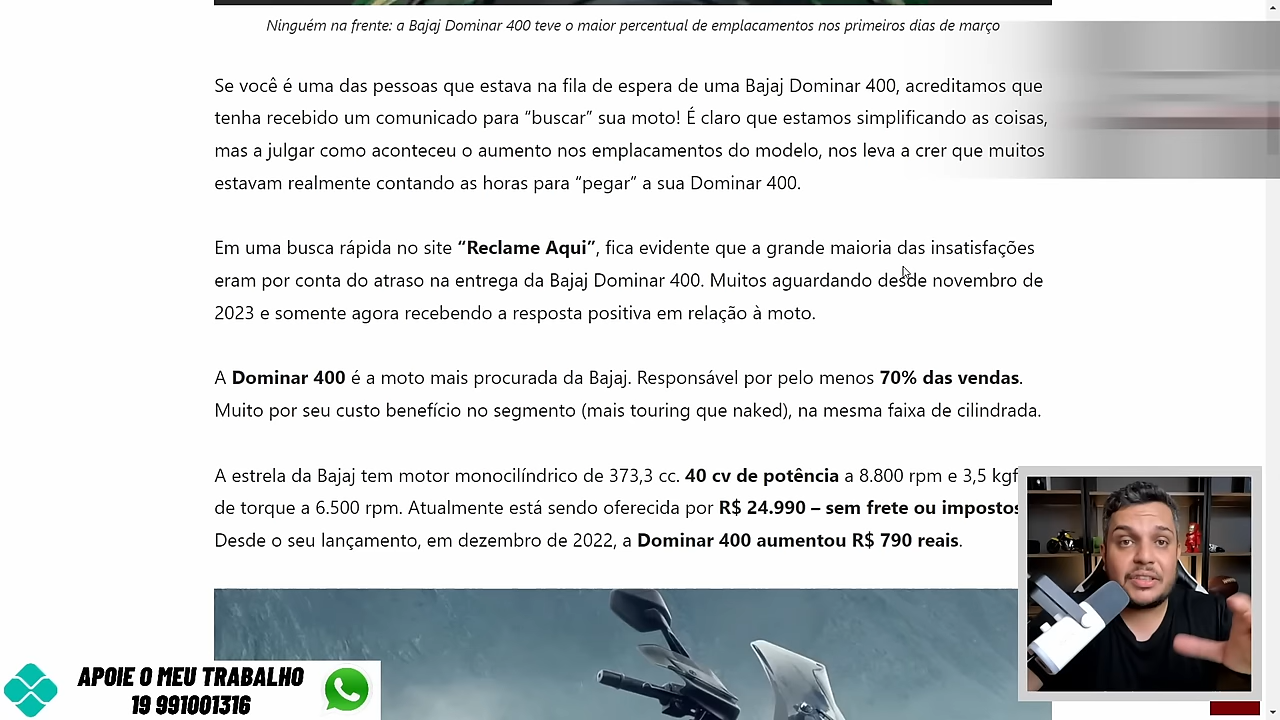 Ninguém na frente: a Bajaj Dominar 400 teve o maior percentual de emplacamentos nos primeiros dias de março
Se você é uma das pessoas que estava na fila de espera de uma Bajaj Dominar 400, acreditamos que
tenha recebido um comunicado para “buscar” sua moto! É claro que estamos simplificando as coisas,
mas a julgar como aconteceu o aumento nos emplacamentos do modelo, nos leva a crer que muitos
estavam realmente contando as horas para “pegar” a sua Dominar 400.
Em uma busca rápida no site “Reclame Aqui”, fica evidente que a grande maioria das insatisfações
eram por conta do atraso na entrega da Bajaj Dominar 400. Muitos aguardando desde novembro de
2023 e somente agora recebendo a resposta positiva em relação à moto.
A Dominar 400 é a moto mais procurada da Bajaj. Responsável por pelo menos 70% das vendas.
Muito por seu custo benefício no segmento (mais touring que naked), na mesma faixa de cilindrada.
A estrela da Bajaj tem motor monocilíndrico de 373,3 cc. 40 cv de potência a 8.800 rpm e 3,5 kgf
de torque a 6.500 rpm. Atualmente está sendo oferecida por R$ 24.990 – sem frete ou impostos
Desde o seu lançamento, em dezembro de 2022, a Dominar 400 aumentou R$ 790 reais.
APOIE O MEU TRABALHO
19 991001316